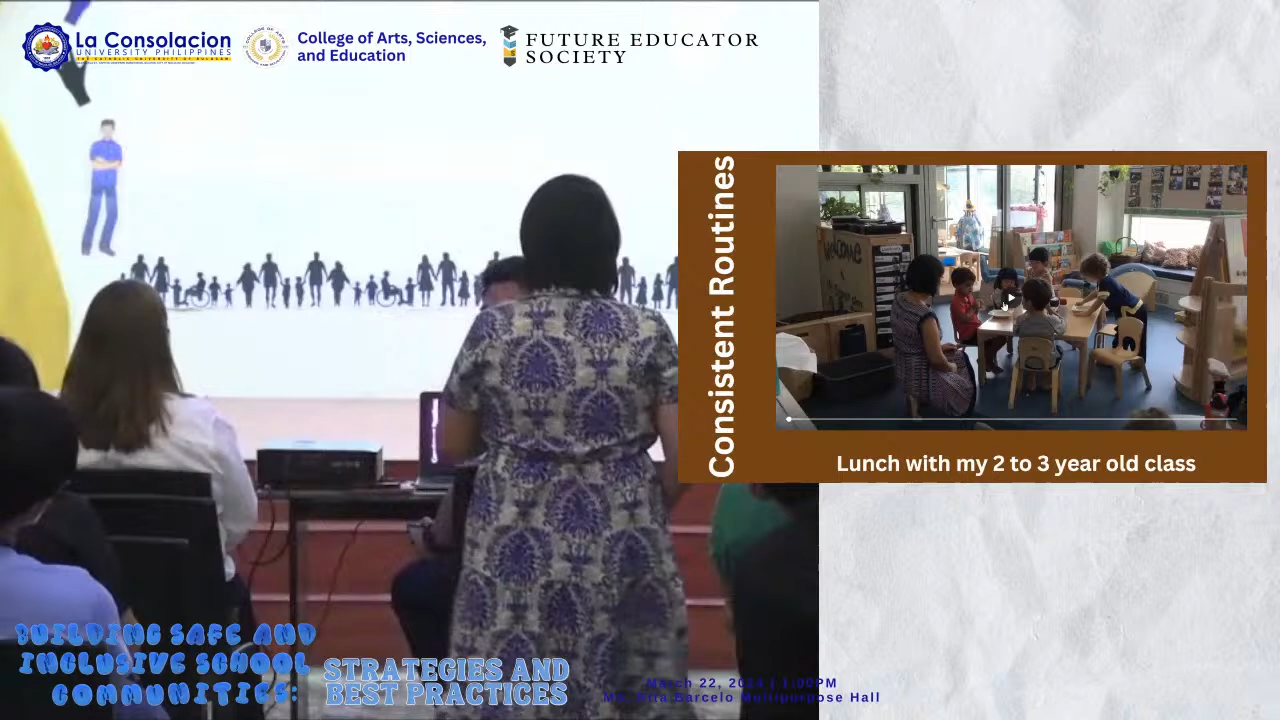 La Consolacion
UNIVERSITY PHILIPPINES
College of Arts, Sciences,
and Education
FUTURE EDUCATOR
SOCIETY
Consistent Routines
welcome
Lunch with my 2 to 3 year old class
BUILDING SAFE AND
INCLUSIVE SCHOOL
COMMUNITIES:
STRATEGIES AND
BEST PRACTICES
March 22, 2024 | 1:00PM
Barcelo Multipurpose Hall